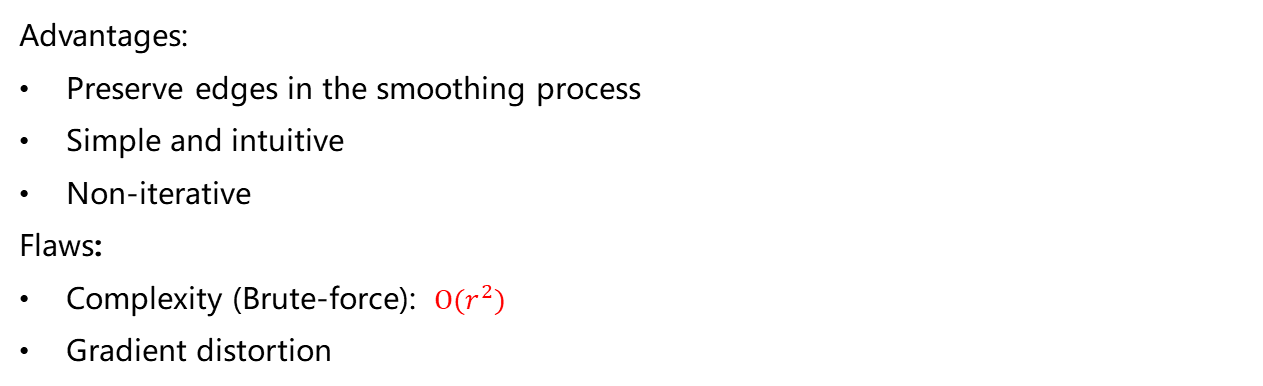 Advantages:
• Preserve edges in the smoothing process
• Simple and intuitive
• Non-iterative
Flaws:
• Complexity (Brute-force): O(r²)
• Gradient distortion